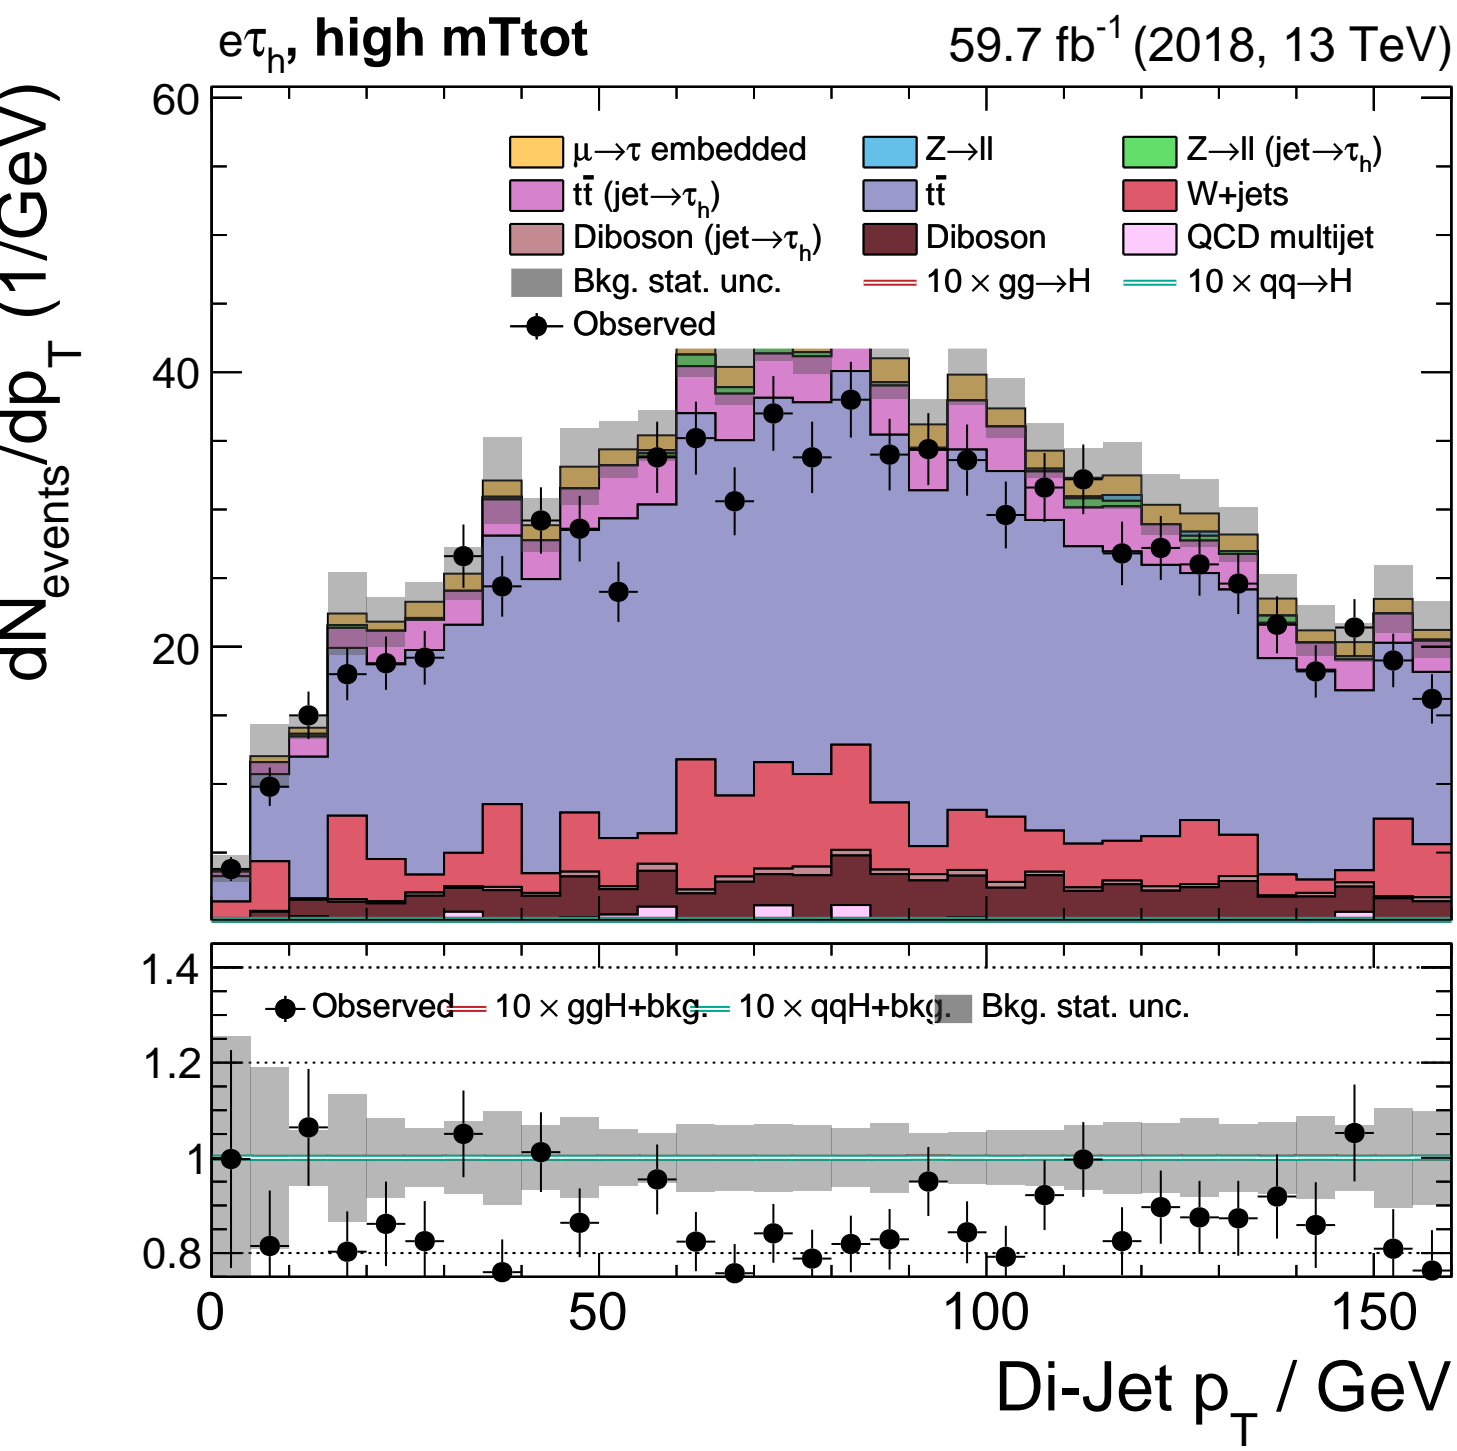 eτh, high mTtot 59.7 fb-1 (2018, 13 TeV)
dNevents/dpT (1/GeV)
60
40
20
μ→τ embedded Z→ll Z→ll (jet→τh)
tt̄ (jet→τh) tt̄ W+jets
Diboson (jet→τh) Diboson QCD multijet
Bkg. stat. unc. 10 × gg→H 10 × qq→H
Observed
1.4
1.2
1
0.8
Observed 10 × ggH+bkg. 10 × qqH+bkg. Bkg. stat. unc.
0 50 100 150
Di-Jet pT / GeV